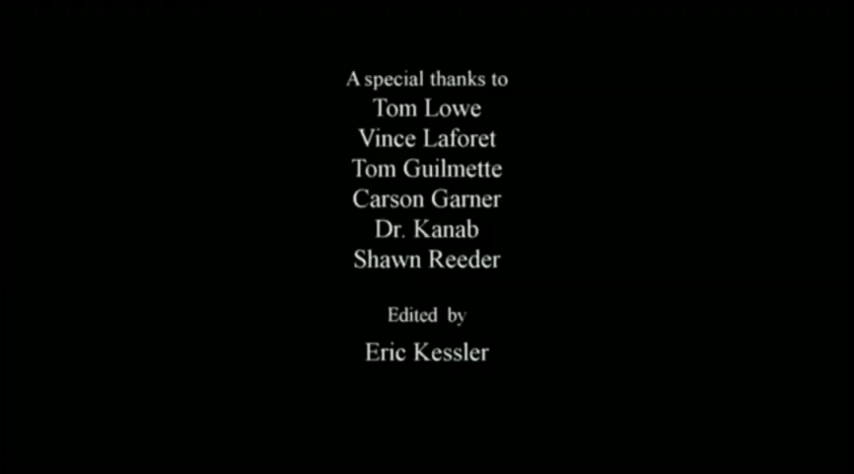 A special thanks to
Tom Lowe
Vince Laforet
Tom Guilmette
Carson Garner
Dr. Kanab
Shawn Reeder
Edited by
Eric Kessler